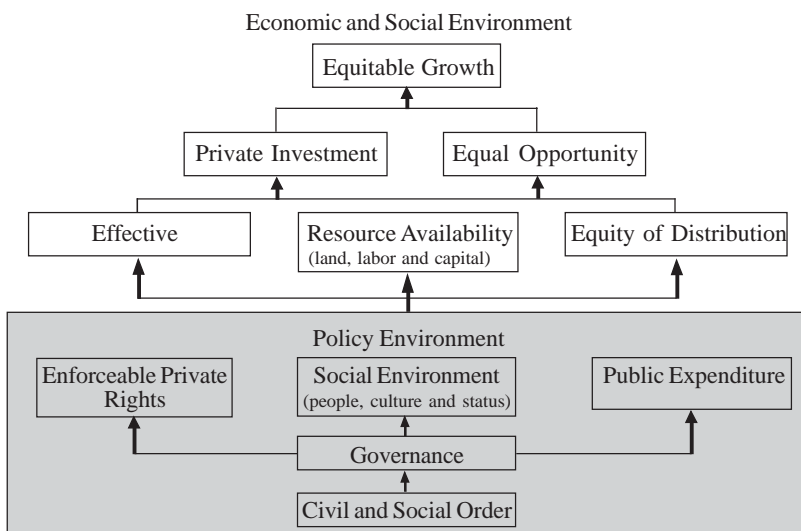 Economic and Social Environment
Equitable Growth
Private Investment
Equal Opportunity
Effective
Resource Availability
(land, labor and capital)
Equity of Distribution
Policy Environment
Enforceable Private
Rights
Social Environment
(people, culture and status)
Public Expenditure
Governance
Civil and Social Order